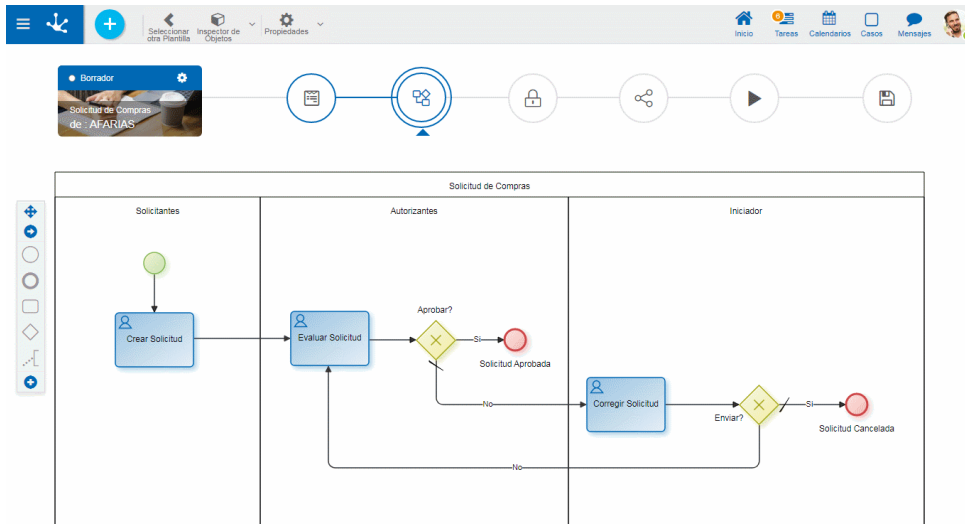 Seleccionar
otra Plantilla
Inspector de
Objetos
Propiedades
Inicio
6
Tareas
Calendarios
Casos
Mensajes
Borrador
Solicitud de Compras
de : AFARIAS
Solicitud de Compras
Solicitantes
Autorizantes
Iniciador
Crear Solicitud
Evaluar Solicitud
Aprobar?
Si
Solicitud Aprobada
No
Corregir Solicitud
Enviar?
Si
Solicitud Cancelada
No